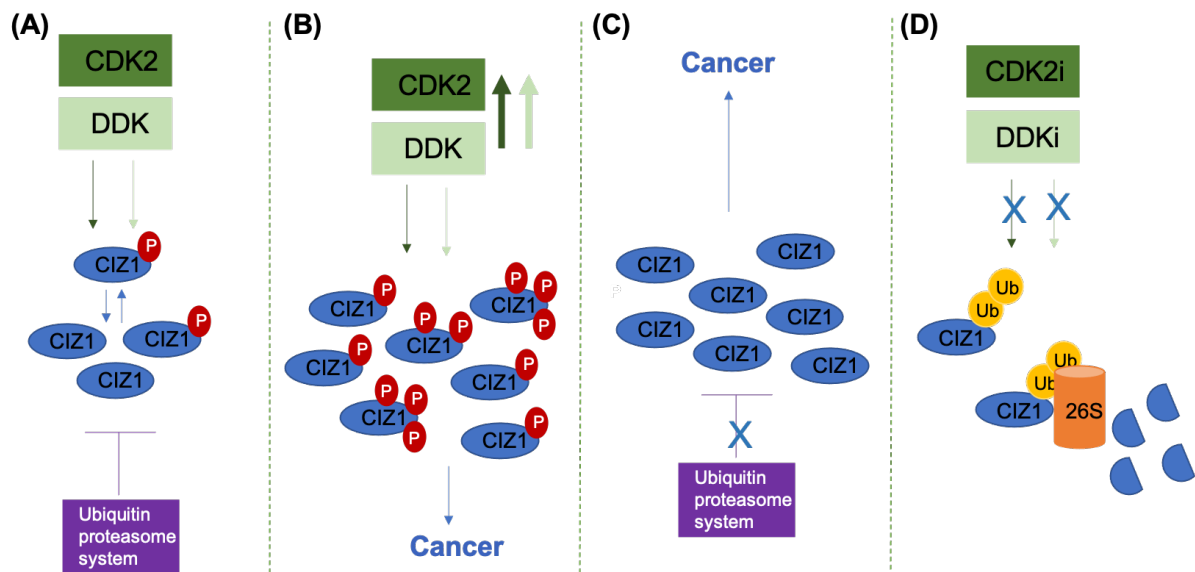 (A)
CDK2
DDK
P
CIZ1
CIZ1
CIZ1
P
CIZ1
Ubiquitin
proteasome
system
(B)
CDK2
DDK
P
CIZ1
P
P
P
CIZ1
P
P
CIZ1
P
CIZ1
P
CIZ1
P
P
P
CIZ1
P
CIZ1
Cancer
(C)
Cancer
CIZ1
CIZ1
CIZ1
CIZ1
CIZ1
CIZ1
CIZ1
X
Ubiquitin
proteasome
system
(D)
CDK2i
DDKi
X
X
Ub
Ub
CIZ1
Ub
Ub
CIZ1
26S